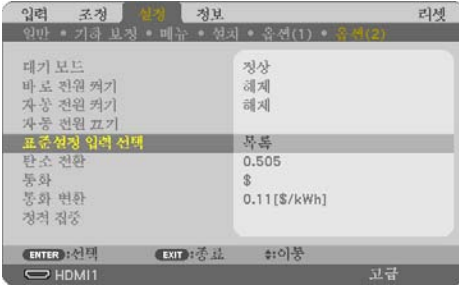 입력 조정 설정 정보 리셋
일반 • 기하 보정 • 메뉴 • 설치 • 옵션(1) • 옵션(2)
대기 모드 정상
바로 전원 켜기 해제
자동 전원 켜기 해제
자동 전원 끄기
표준설정 입력 선택 목록
탄소 전환 0.505
통화 $
통화 변환 0.11[$/kWh]
정적 집중
ENTER :선택 EXIT :종료 :이동
HDMI1 고급